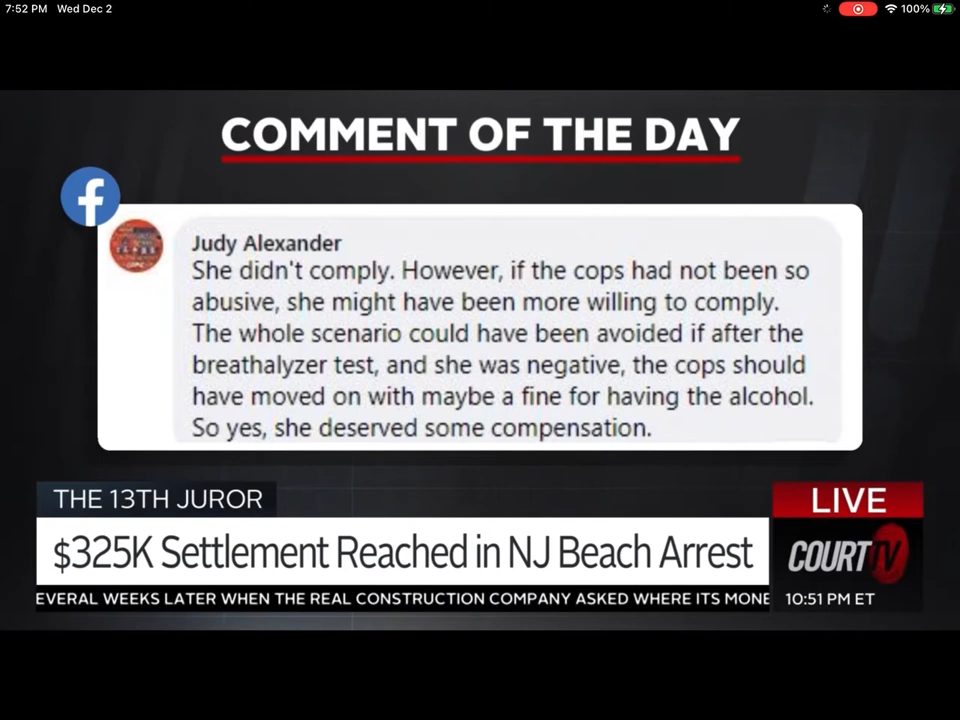 7:52 PM Wed Dec 2
100%
COMMENT OF THE DAY
f
Judy Alexander
She didn't comply. However, if the cops had not been so
abusive, she might have been more willing to comply.
The whole scenario could have been avoided if after the
breathalyzer test, and she was negative, the cops should
have moved on with maybe a fine for having the alcohol.
So yes, she deserved some compensation.
THE 13TH JUROR
LIVE
$325K Settlement Reached in NJ Beach Arrest
COURT TV
EVERAL WEEKS LATER WHEN THE REAL CONSTRUCTION COMPANY ASKED WHERE ITS MONE
10:51 PM ET